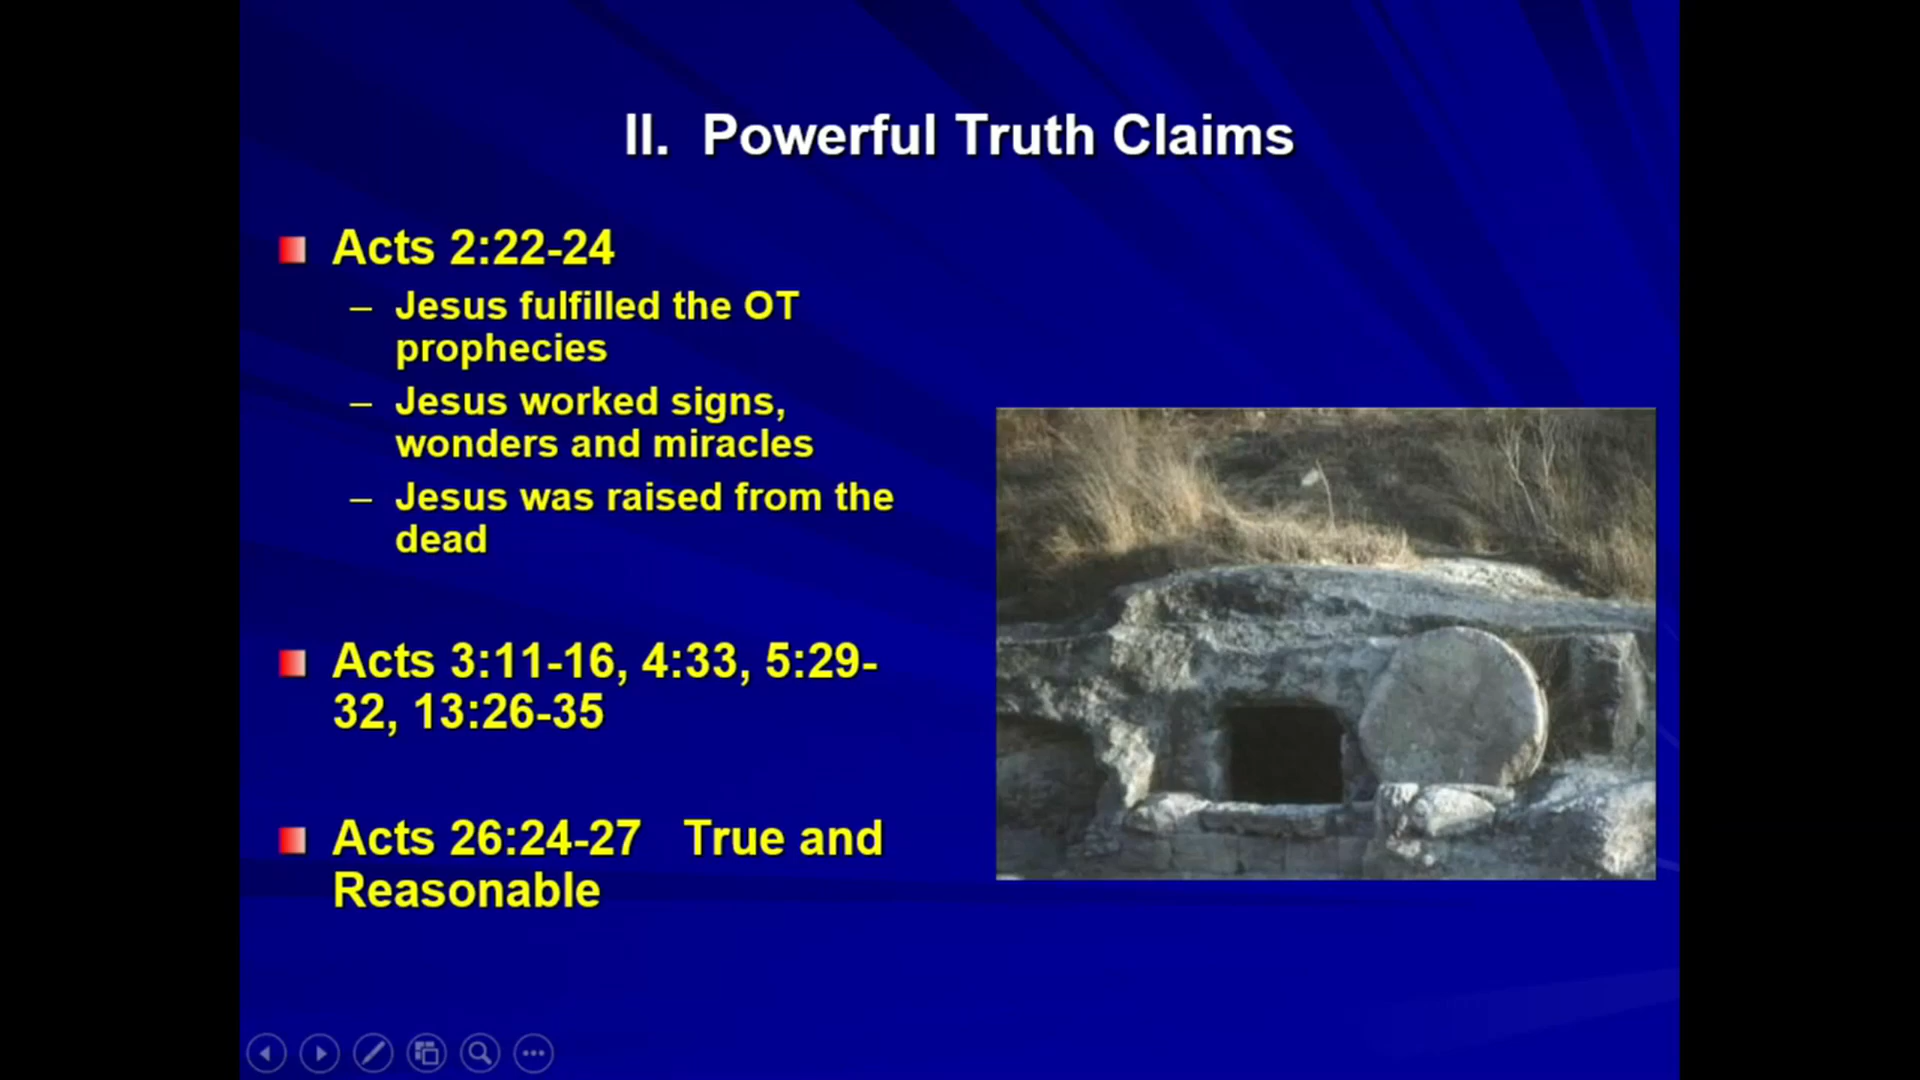 II. Powerful Truth Claims
Acts 2:22-24
– Jesus fulfilled the OT
prophecies
– Jesus worked signs,
wonders and miracles
– Jesus was raised from the
dead
Acts 3:11-16, 4:33, 5:29-
32, 13:26-35
Acts 26:24-27 True and
Reasonable